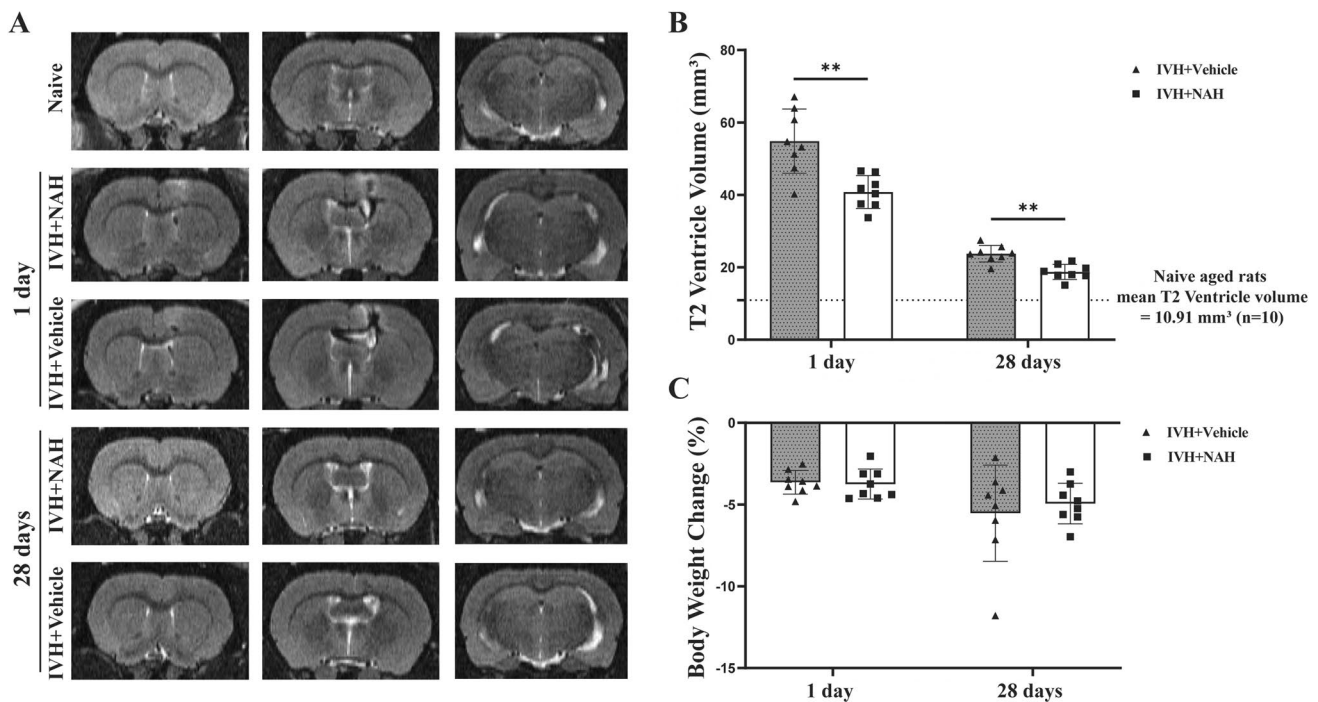 A
Naive
1 day
IVH+NAH
IVH+Vehicle
28 days
IVH+NAH
IVH+Vehicle
B
T2 Ventricle Volume (mm³)
80
60
40
20
0
**
**
IVH+Vehicle
IVH+NAH
Naive aged rats
mean T2 Ventricle volume
= 10.91 mm³ (n=10)
1 day
28 days
C
Body Weight Change (%)
0
-5
-10
-15
IVH+Vehicle
IVH+NAH
1 day
28 days